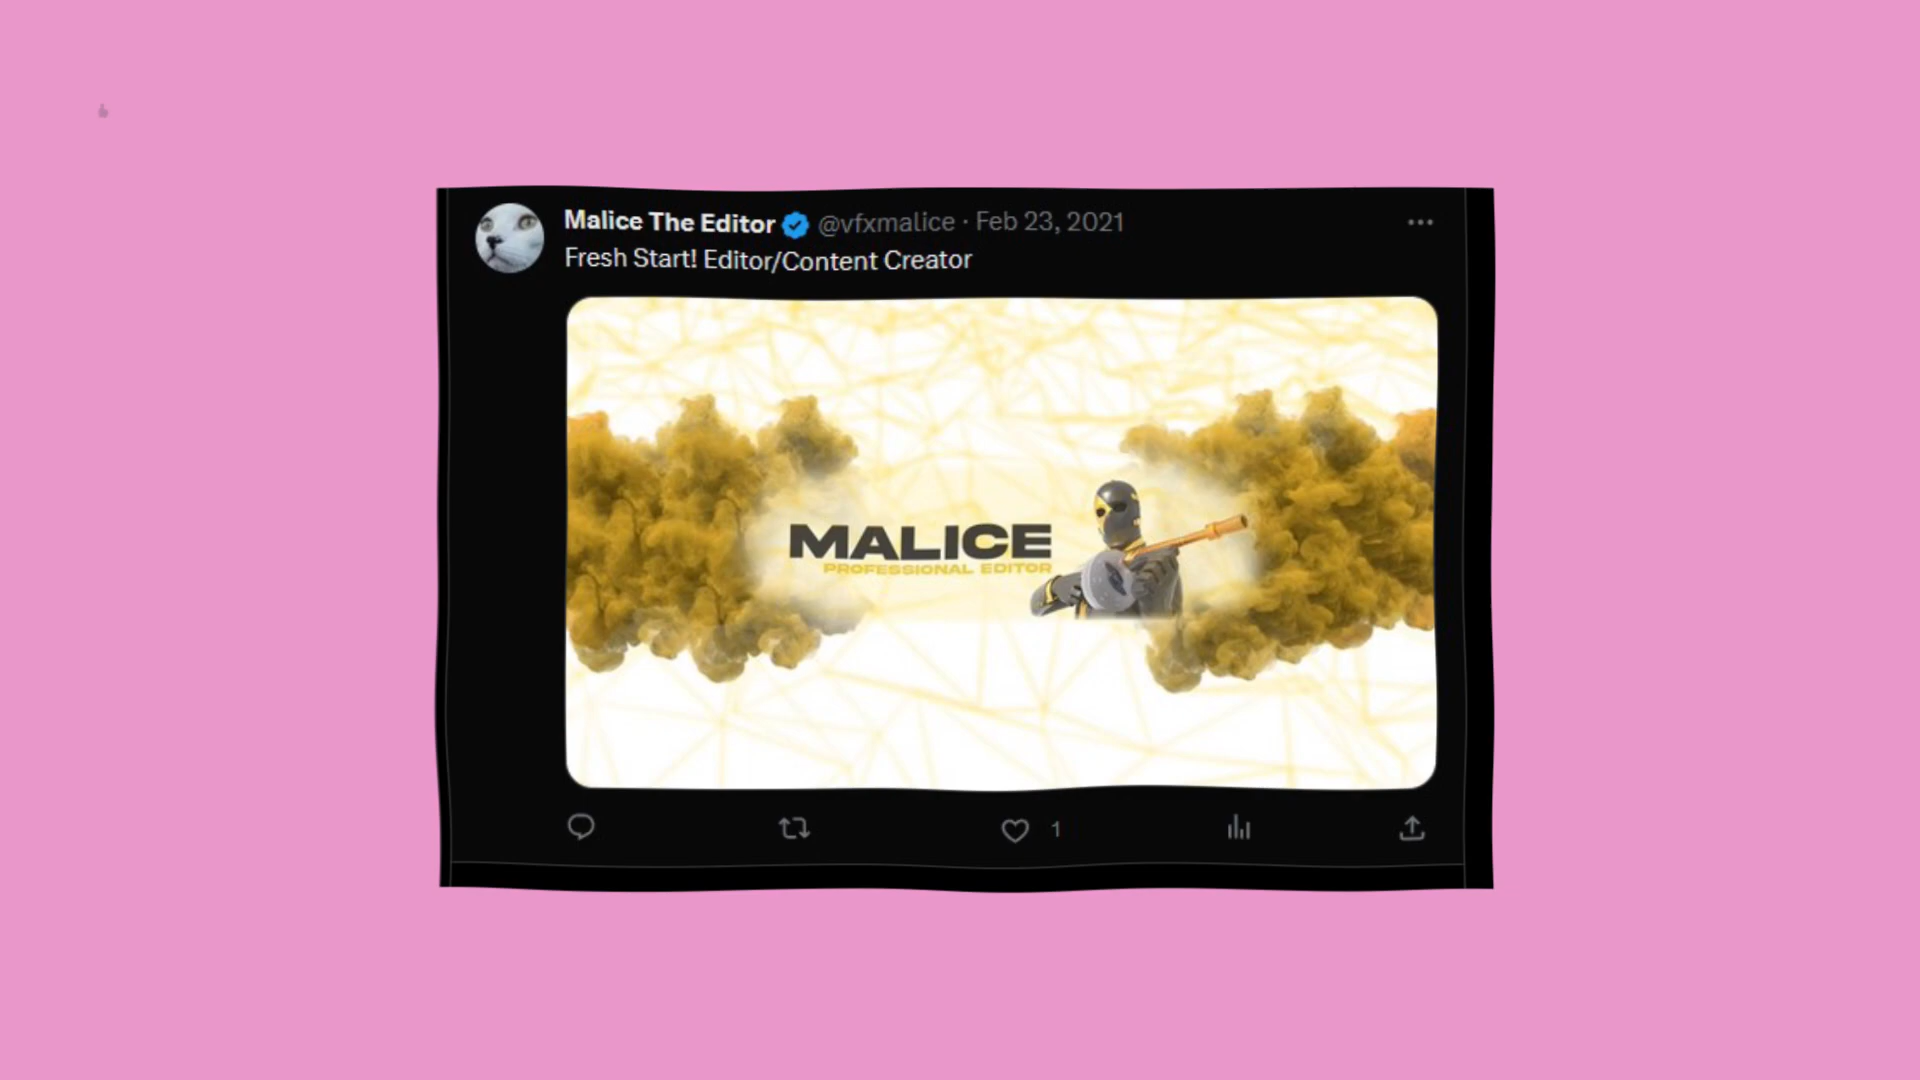 Malice The Editor @vfxmalice · Feb 23, 2021
Fresh Start! Editor/Content Creator
MALICE
PROFESSIONAL EDITOR
1